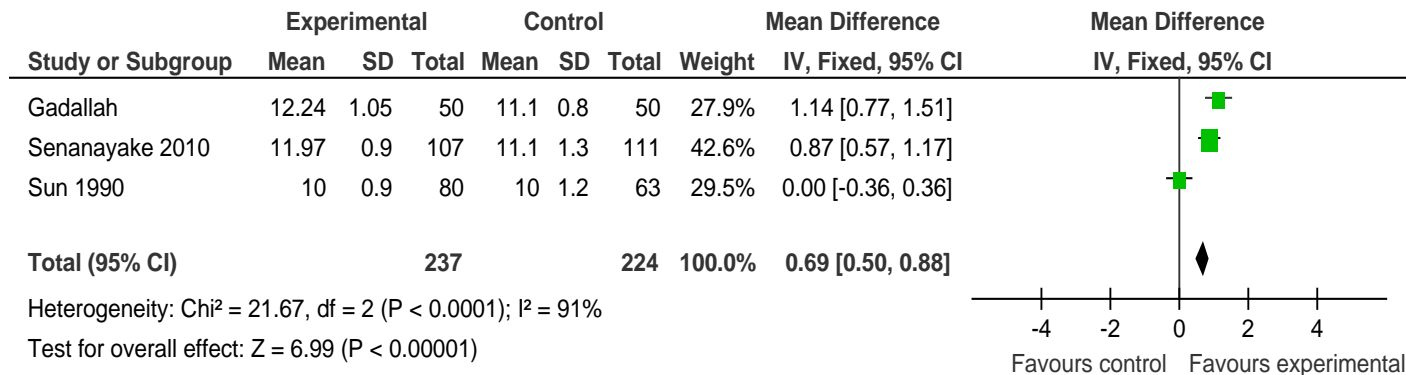 Experimental Control Mean Difference Mean Difference
Study or Subgroup Mean SD Total Mean SD Total Weight IV, Fixed, 95% CI IV, Fixed, 95% CI
Gadallah 12.24 1.05 50 11.1 0.8 50 27.9% 1.14 [0.77, 1.51]
Senanayake 2010 11.97 0.9 107 11.1 1.3 111 42.6% 0.87 [0.57, 1.17]
Sun 1990 10 0.9 80 10 1.2 63 29.5% 0.00 [-0.36, 0.36]
Total (95% CI) 237 224 100.0% 0.69 [0.50, 0.88]
Heterogeneity: Chi² = 21.67, df = 2 (P < 0.0001); I² = 91%
Test for overall effect: Z = 6.99 (P < 0.00001)
-4 -2 0 2 4
Favours control Favours experimental